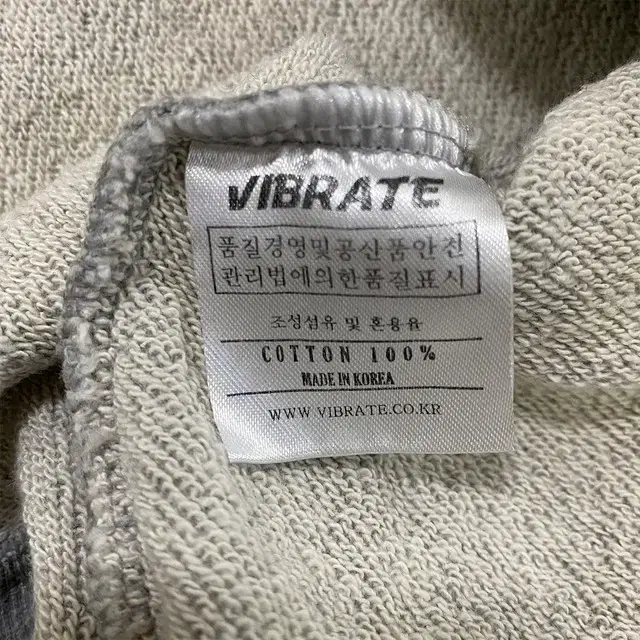 VIBRATE
품질경영및공산품안전
관리법에의한품질표시
조성섬유 및 혼용율
COTTON 100%
MADE IN KOREA
WWW.VIBRATE.CO.KR